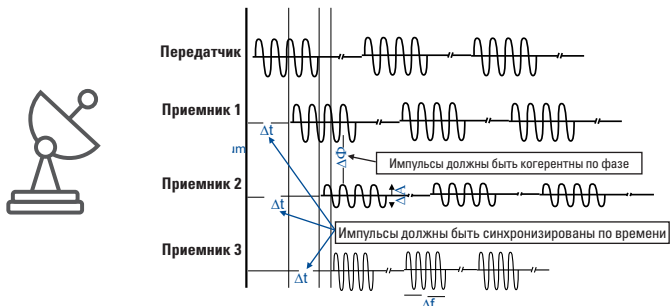 Передатчик
Приемник 1
Δt
ım
ΔΦ
Импульсы должны быть когерентны по фазе
Приемник 2
ΔA
Δt
Импульсы должны быть синхронизированы по времени
Приемник 3
Δt
Δf